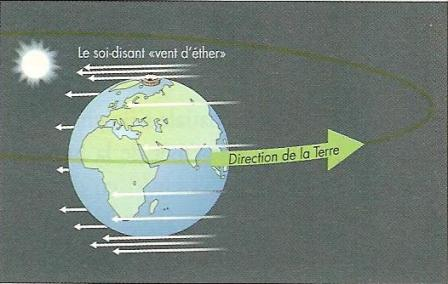 Le soi-disant «vent d'éther»
Direction de la Terre